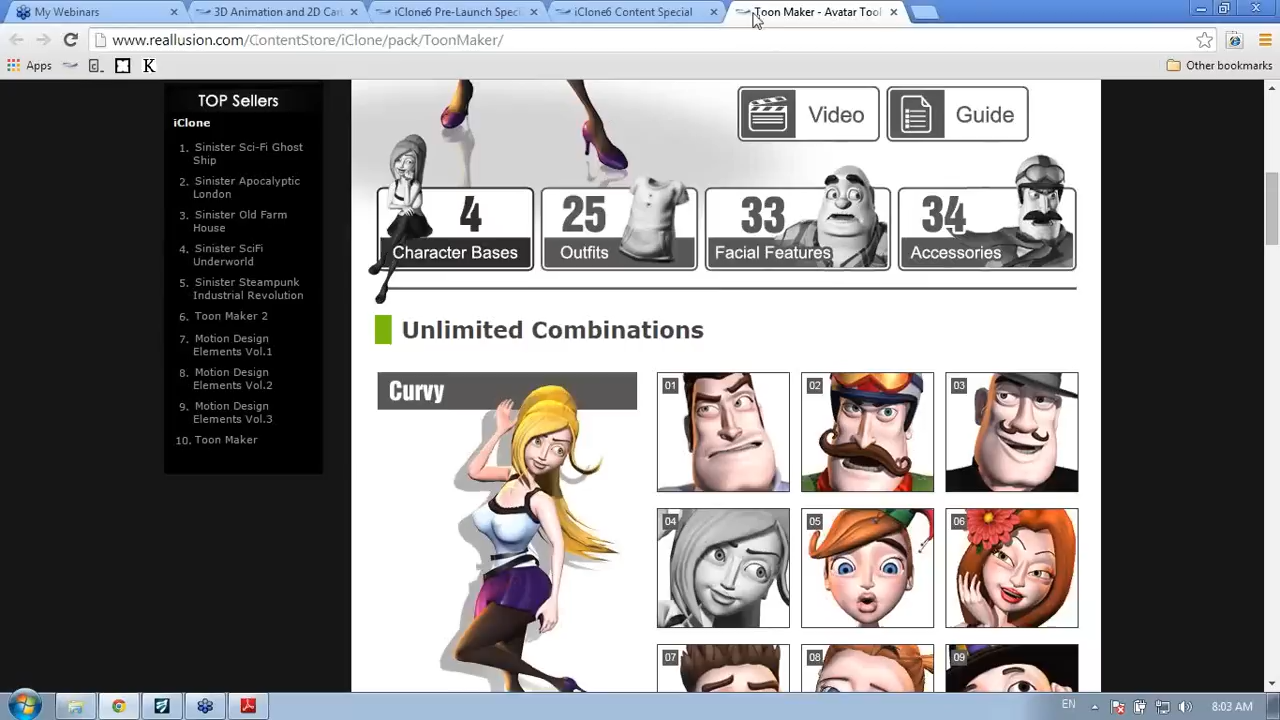 My Webinars
3D Animation and 2D Cart
iClone6 Pre-Launch Speci
iClone6 Content Special
Toon Maker - Avatar Tool
www.reallusion.com/ContentStore/iClone/pack/ToonMaker/
Apps
K
Other bookmarks
TOP Sellers
iClone
1. Sinister Sci-Fi Ghost
Ship
2. Sinister Apocalyptic
London
3. Sinister Old Farm
House
4. Sinister SciFi
Underworld
5. Sinister Steampunk
Industrial Revolution
6. Toon Maker 2
7. Motion Design
Elements Vol.1
8. Motion Design
Elements Vol.2
9. Motion Design
Elements Vol.3
10. Toon Maker
Video
Guide
4
Character Bases
25
Outfits
33
Facial Features
34
Accessories
Unlimited Combinations
Curvy
01
02
03
04
05
06
07
08
09
EN
8:03 AM